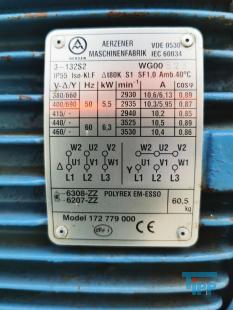 AERZENER
MASCHINENFABRIK
VDE 0530
IEC 60034
3~132S2
WG00
IP55 Iso-Kl.F Δt80K S1 SF1.0 Amb.40°C
V-Δ/Y Hz kW min⁻¹ A cosφ
380/660 2930 10.6/6.13 0.89
400/690 50 5.5 2935 10.3/5.95 0.87
415/- 2940 10.2 0.85
440/- 60 6.3 3530 10.4 0.89
460/- 3535 10.0 0.86
W2 U2 V2 W2 U2 V2
Δ U1 V1 W1 Y U1 V1 W1
L1 L2 L3 L1 L2 L3
6308-ZZ POLYREX EM-ESSO
6207-ZZ
60.5
kg
Model 172 779 000